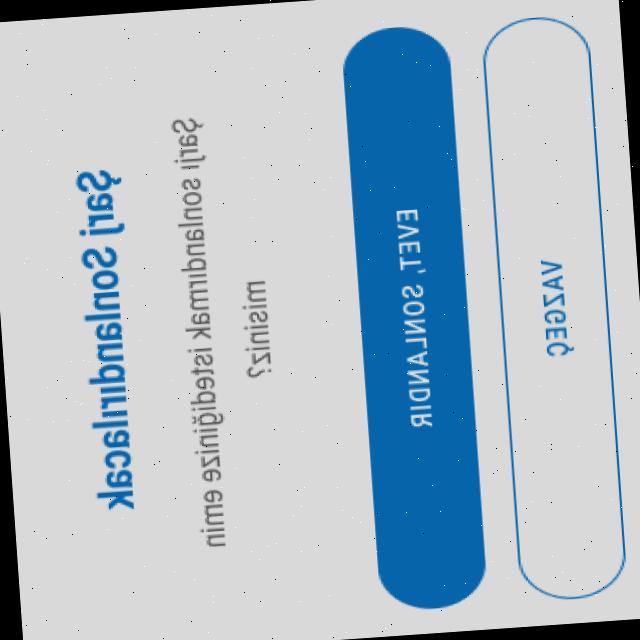 Şarj Sonlandırılacak
Şarjı sonlandırmak istediğinize emin
misiniz?
EVET, SONLANDIR
VAZGEÇ